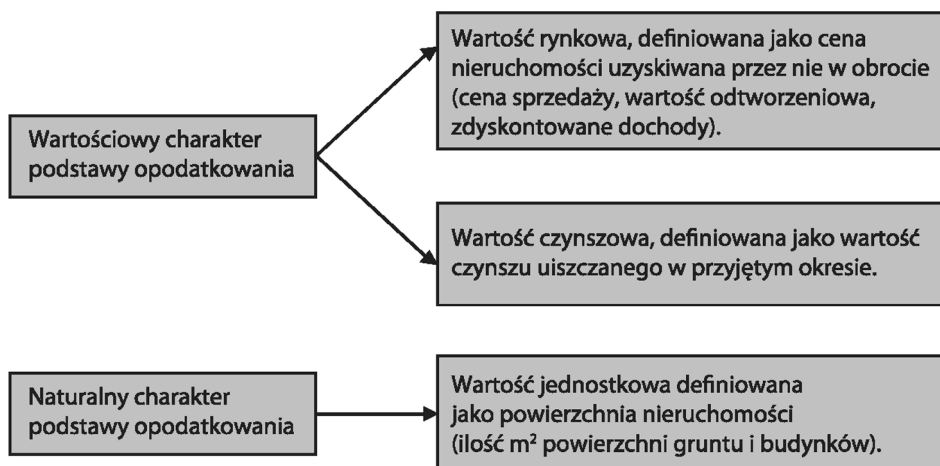 Wartościowy charakter
podstawy opodatkowania
Wartość rynkowa, definiowana jako cena
nieruchomości uzyskiwana przez nie w obrocie
(cena sprzedaży, wartość odtworzeniowa,
zdyskontowane dochody).
Wartość czynszowa, definiowana jako wartość
czynszu uiszczanego w przyjętym okresie.
Naturalny charakter
podstawy opodatkowania
Wartość jednostkowa definiowana
jako powierzchnia nieruchomości
(ilość m² powierzchni gruntu i budynków).